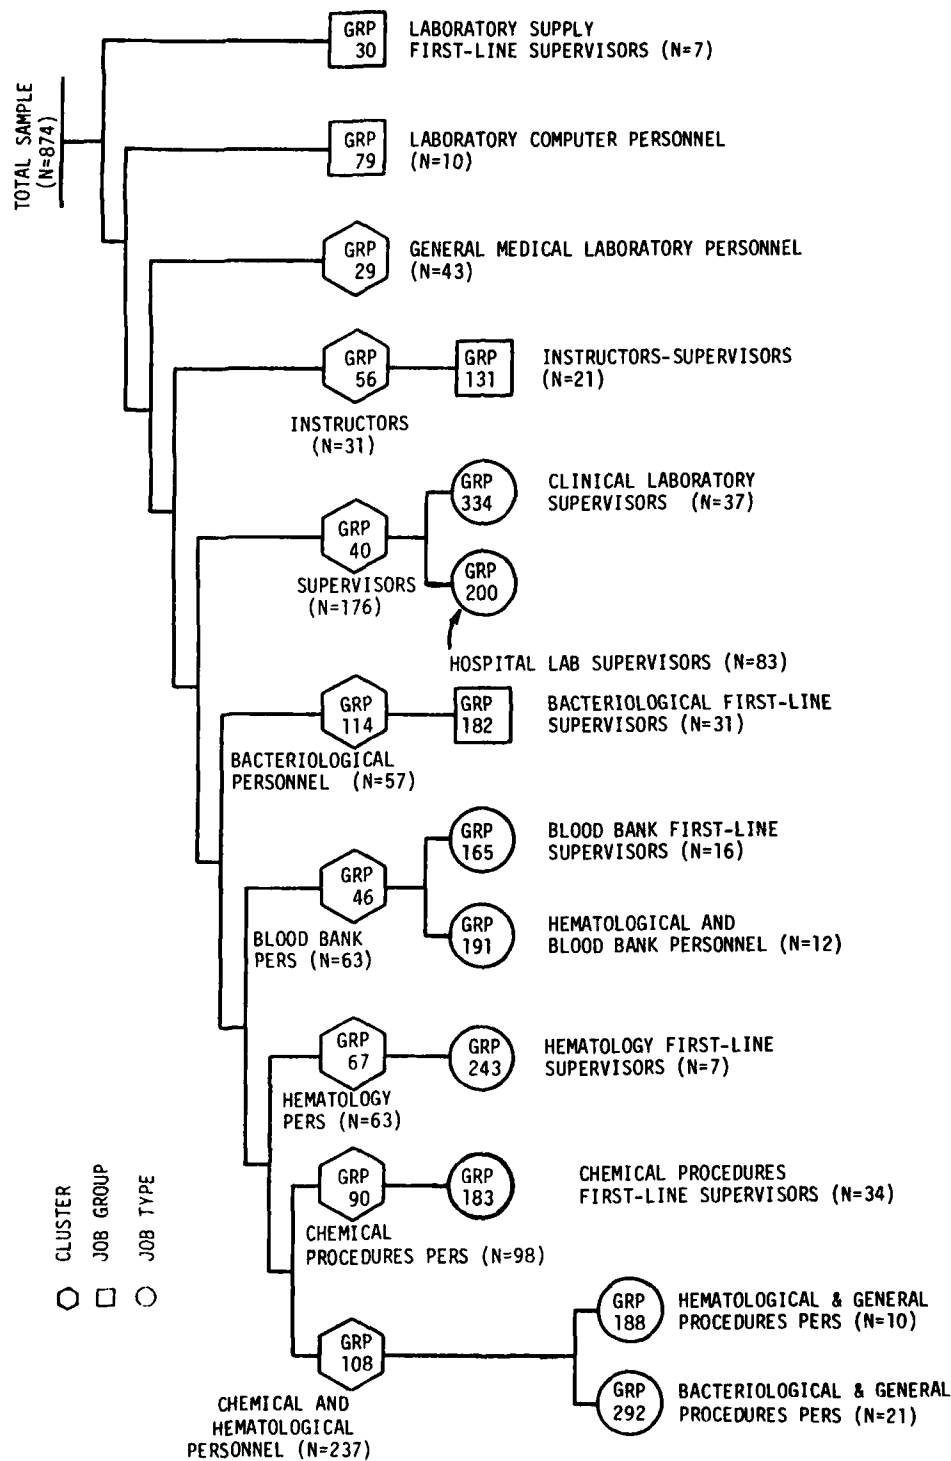 GRP
30
LABORATORY SUPPLY
FIRST-LINE SUPERVISORS (N=7)
TOTAL SAMPLE
(N=874)
GRP
79
LABORATORY COMPUTER PERSONNEL
(N=10)
GRP
29
GENERAL MEDICAL LABORATORY PERSONNEL
(N=43)
GRP
56
INSTRUCTORS
(N=31)
GRP
131
INSTRUCTORS-SUPERVISORS
(N=21)
GRP
40
SUPERVISORS
(N=176)
GRP
334
CLINICAL LABORATORY
SUPERVISORS (N=37)
GRP
200
HOSPITAL LAB SUPERVISORS (N=83)
GRP
114
BACTERIOLOGICAL
PERSONNEL (N=57)
GRP
182
BACTERIOLOGICAL FIRST-LINE
SUPERVISORS (N=31)
GRP
46
BLOOD BANK
PERS (N=63)
GRP
165
BLOOD BANK FIRST-LINE
SUPERVISORS (N=16)
GRP
191
HEMATOLOGICAL AND
BLOOD BANK PERSONNEL (N=12)
GRP
67
HEMATOLOGY
PERS (N=63)
GRP
243
HEMATOLOGY FIRST-LINE
SUPERVISORS (N=7)
GRP
90
CHEMICAL
PROCEDURES PERS (N=98)
GRP
183
CHEMICAL PROCEDURES
FIRST-LINE SUPERVISORS (N=34)
GRP
108
CHEMICAL AND
HEMATOLOGICAL
PERSONNEL (N=237)
GRP
188
HEMATOLOGICAL & GENERAL
PROCEDURES PERS (N=10)
GRP
292
BACTERIOLOGICAL & GENERAL
PROCEDURES PERS (N=21)
CLUSTER
JOB GROUP
JOB TYPE